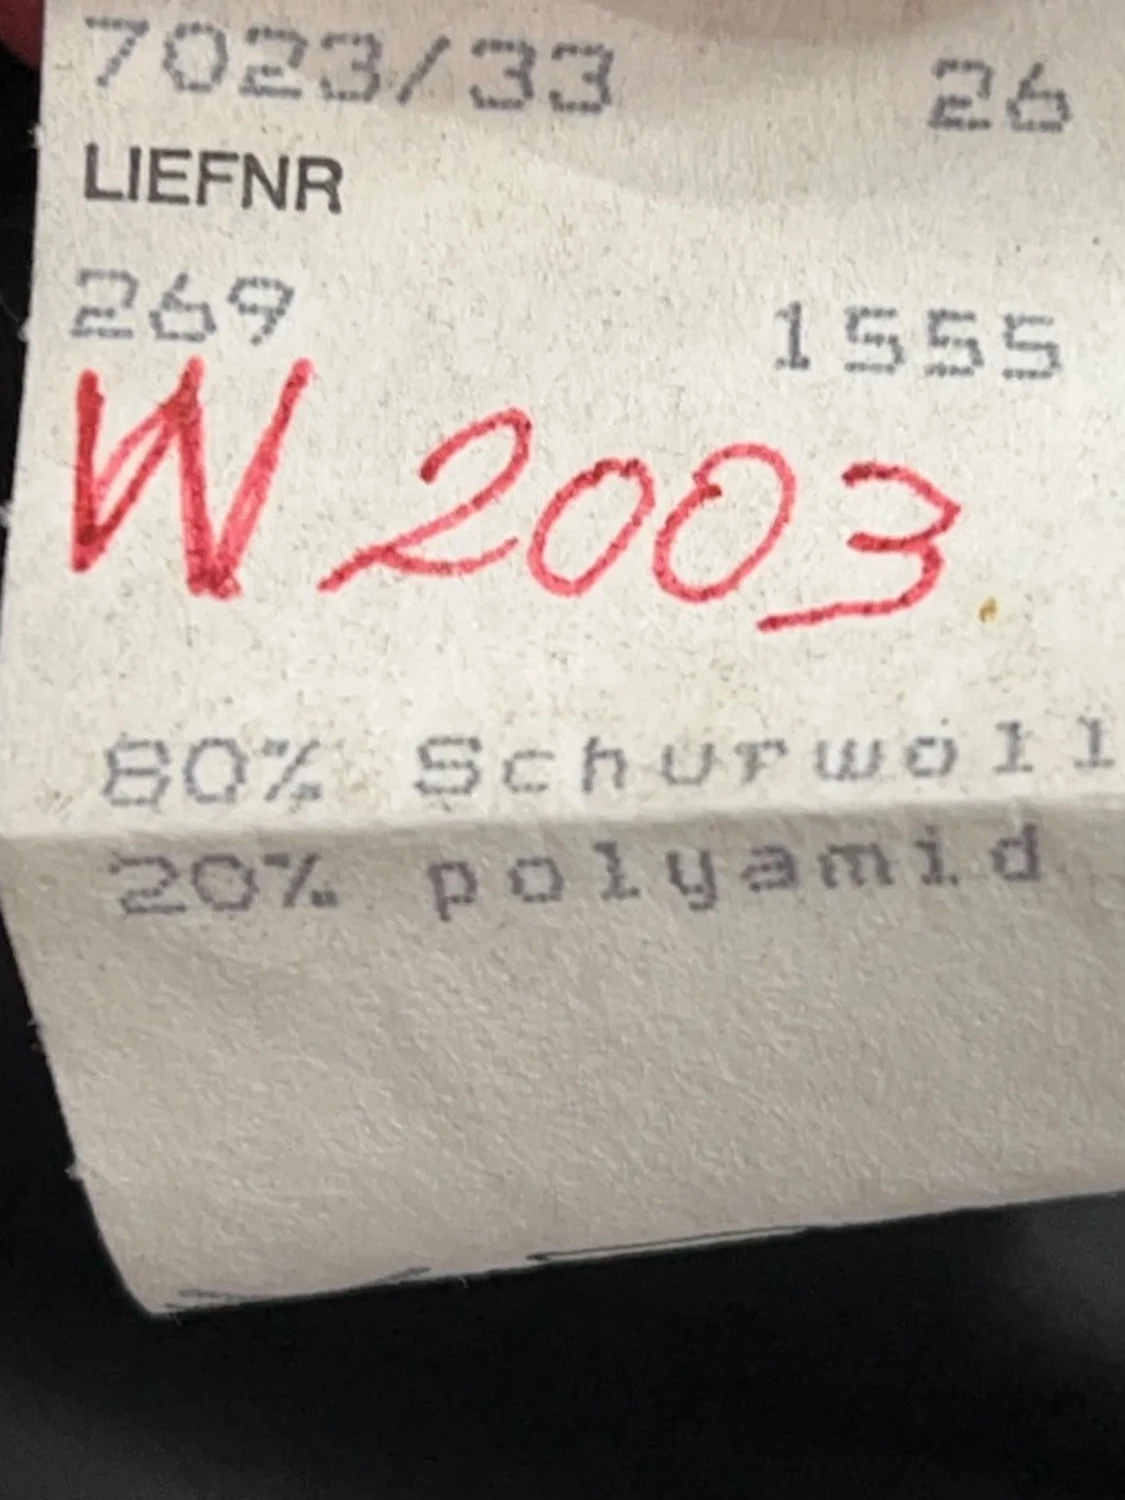 7023/33 26
LIEFNR
269 1555
W 2003
80% Schurwoll
20% polyamid